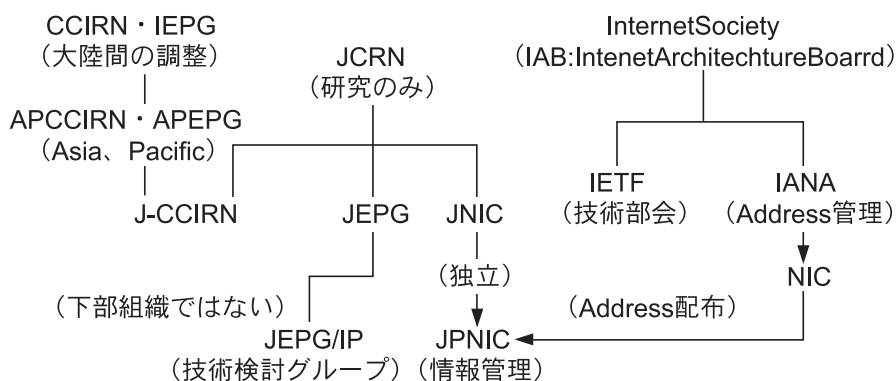 CCIRN・IEPG
（大陸間の調整）
APCCIRN・APEPG
（Asia、Pacific）
J-CCIRN
JCRN
（研究のみ）
JEPG
JNIC
（下部組織ではない）
JEPG/IP
（技術検討グループ）
（独立）
JPNIC
（情報管理）
InternetSociety
（IAB:IntenetArchitechtureBoarrd）
IETF
（技術部会）
IANA
（Address管理）
NIC
（Address配布）